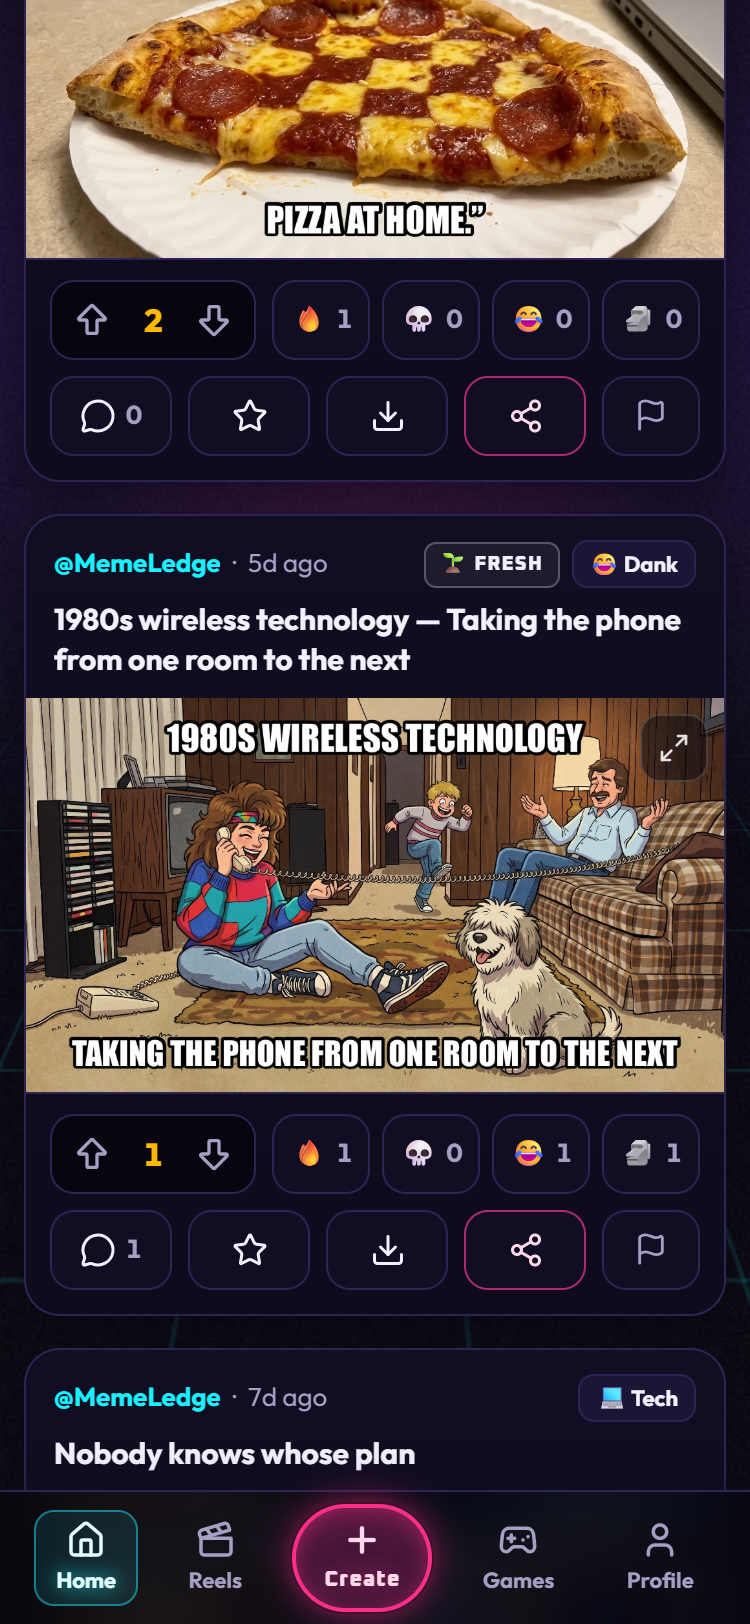 PIZZA AT HOME.”
2
1
0
0
0
0
@MemeLedge · 5d ago
FRESH
Dank
1980s wireless technology — Taking the phone
from one room to the next
1980S WIRELESS TECHNOLOGY
TAKING THE PHONE FROM ONE ROOM TO THE NEXT
1
1
0
1
1
1
@MemeLedge · 7d ago
Tech
Nobody knows whose plan
Home
Reels
Create
Games
Profile